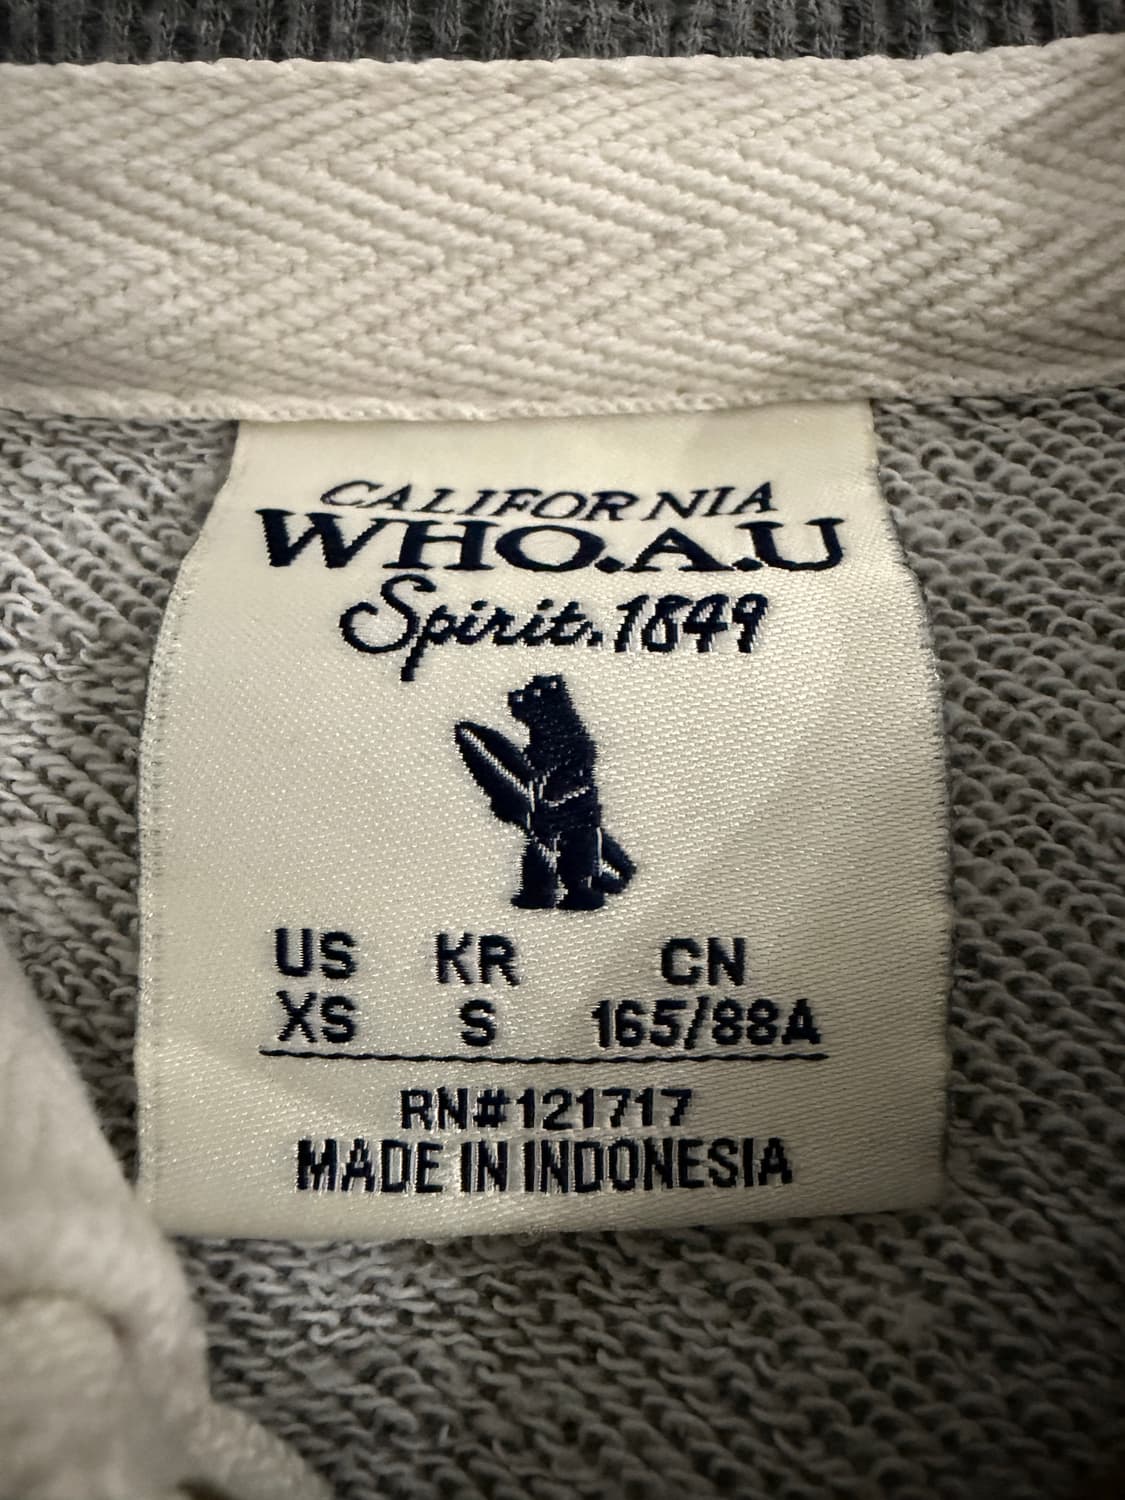 CALIFORNIA
WHO.A.U
Spirit.1849
US KR CN
XS S 165/88A
RN#121717
MADE IN INDONESIA